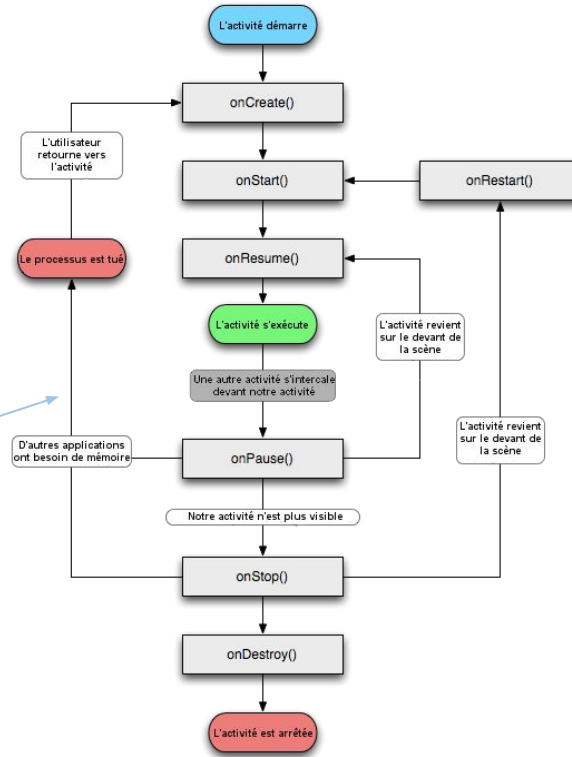 L'activité démarre
onCreate()
L'utilisateur
retourne vers
l'activité
onStart()
onRestart()
Le processus est tué
onResume()
L'activité s'exécute
L'activité revient
sur le devant de
la scène
Une autre activité s'intercale
devant notre activité
L'activité revient
sur le devant de
la scène
D'autres applications
ont besoin de mémoire
onPause()
Notre activité n'est plus visible
onStop()
onDestroy()
L'activité est arrêtée